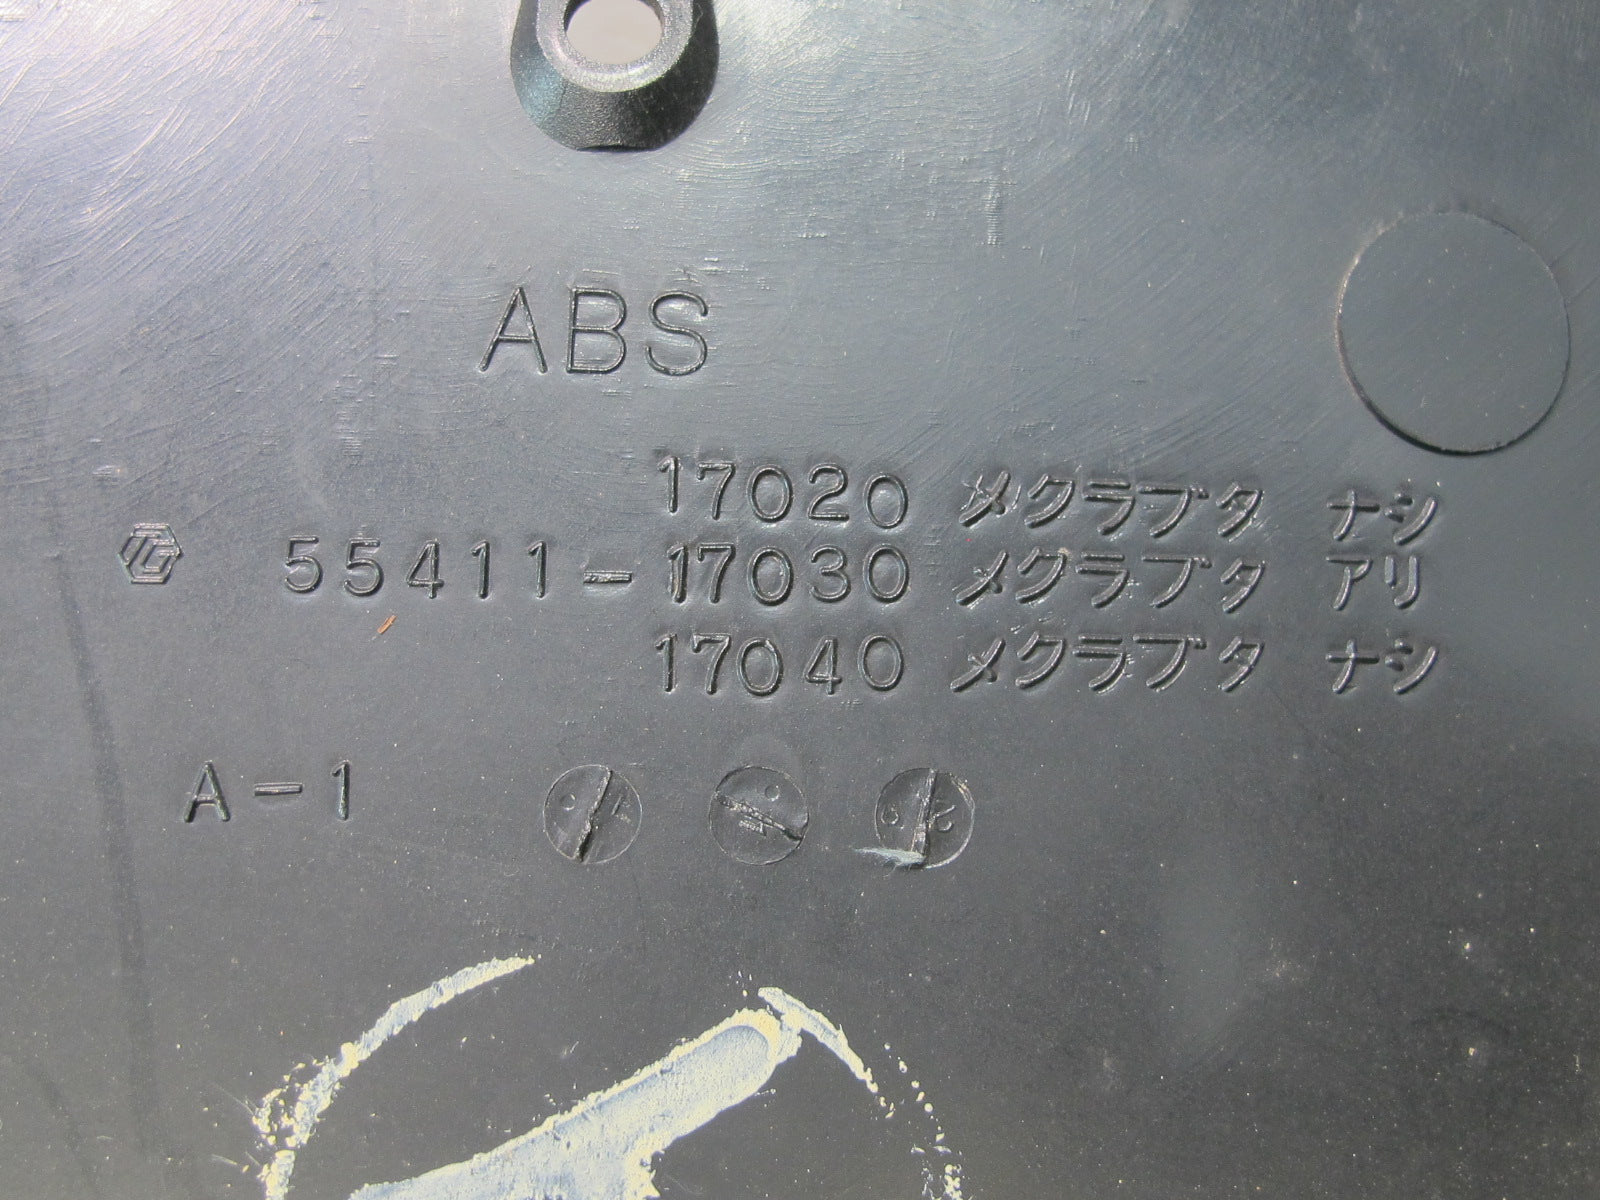 ABS
17020 メクラブタ ナシ
TG 55411-17030 メクラブタ アリ
17040 メクラブタ ナシ
A-1